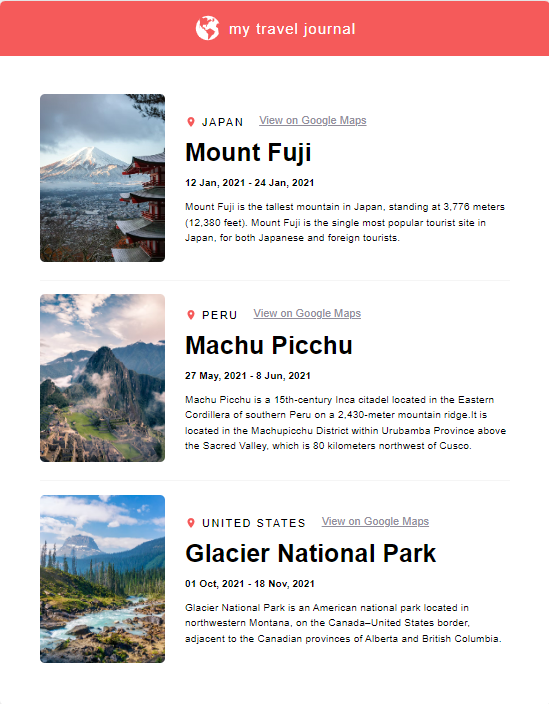 my travel journal
JAPAN View on Google Maps
Mount Fuji
12 Jan, 2021 - 24 Jan, 2021
Mount Fuji is the tallest mountain in Japan, standing at 3,776 meters
(12,380 feet). Mount Fuji is the single most popular tourist site in
Japan, for both Japanese and foreign tourists.
PERU View on Google Maps
Machu Picchu
27 May, 2021 - 8 Jun, 2021
Machu Picchu is a 15th-century Inca citadel located in the Eastern
Cordillera of southern Peru on a 2,430-meter mountain ridge.It is
located in the Machupicchu District within Urubamba Province above
the Sacred Valley, which is 80 kilometers northwest of Cusco.
UNITED STATES View on Google Maps
Glacier National Park
01 Oct, 2021 - 18 Nov, 2021
Glacier National Park is an American national park located in
northwestern Montana, on the Canada–United States border,
adjacent to the Canadian provinces of Alberta and British Columbia.